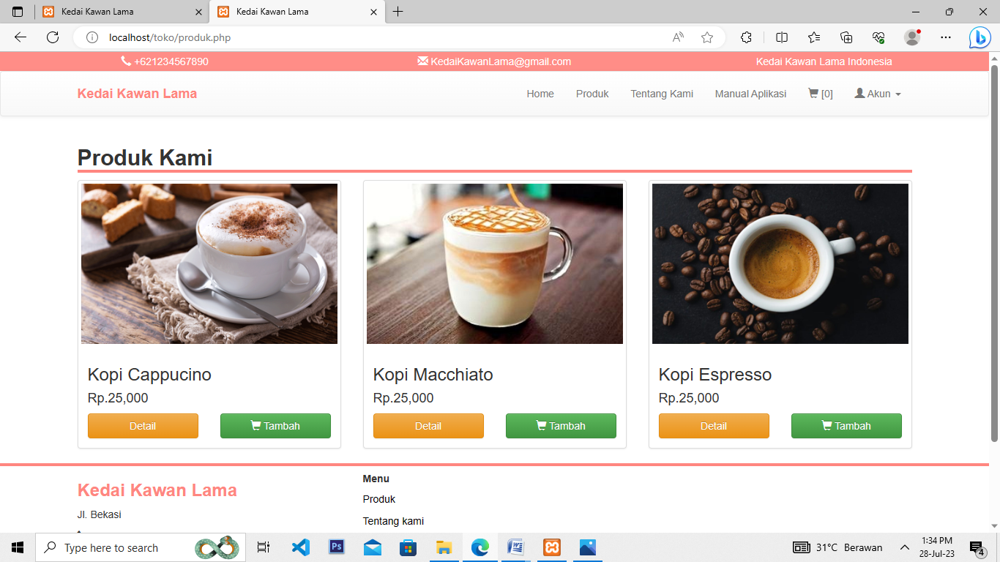 Kedai Kawan Lama
Kedai Kawan Lama
localhost/toko/produk.php
+621234567890 KedaiKawanLama@gmail.com Kedai Kawan Lama Indonesia
Kedai Kawan Lama Home Produk Tentang Kami Manual Aplikasi [0] Akun
Produk Kami
Kopi Cappucino
Rp.25,000
Detail Tambah
Kopi Macchiato
Rp.25,000
Detail Tambah
Kopi Espresso
Rp.25,000
Detail Tambah
Kedai Kawan Lama
Jl. Bekasi
Menu
Produk
Tentang kami
Type here to search
Ps
31°C Berawan
1:34 PM
28-Jul-23
4